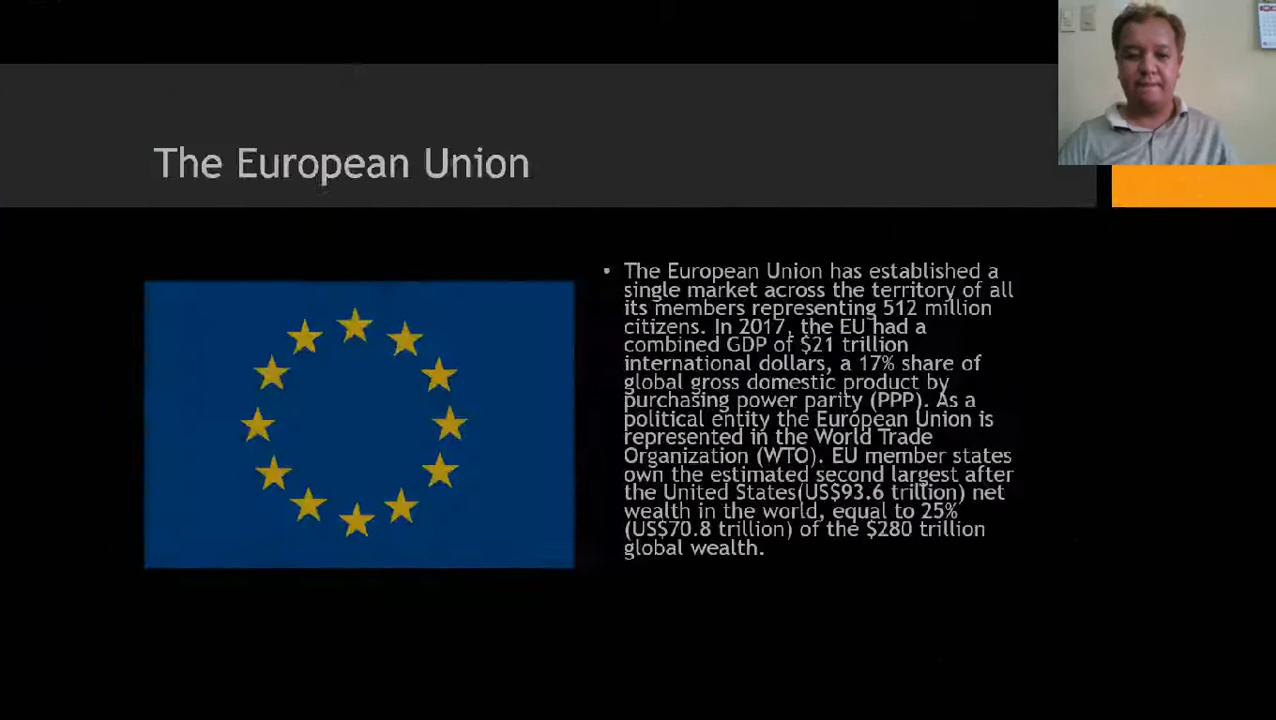 The European Union
• The European Union has established a
single market across the territory of all
its members representing 512 million
citizens. In 2017, the EU had a
combined GDP of $21 trillion
international dollars, a 17% share of
global gross domestic product by
purchasing power parity (PPP). As a
political entity the European Union is
represented in the World Trade
Organization (WTO). EU member states
own the estimated second largest after
the United States(US$93.6 trillion) net
wealth in the world, equal to 25%
(US$70.8 trillion) of the $280 trillion
global wealth.